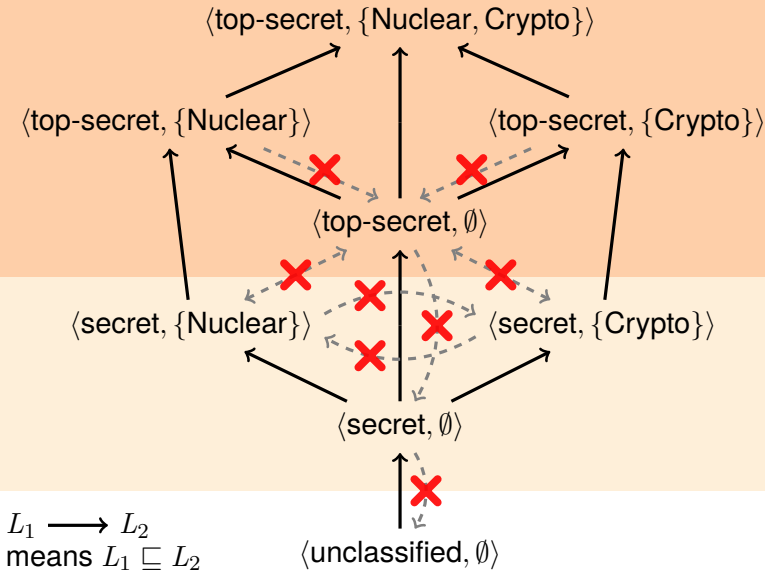 ⟨top-secret, {Nuclear, Crypto}⟩
⟨top-secret, {Nuclear}⟩
⟨top-secret, {Crypto}⟩
⟨top-secret, ∅⟩
⟨secret, {Nuclear}⟩
⟨secret, {Crypto}⟩
⟨secret, ∅⟩
L₁ ⟶ L₂
means L₁ ⊑ L₂
⟨unclassified, ∅⟩